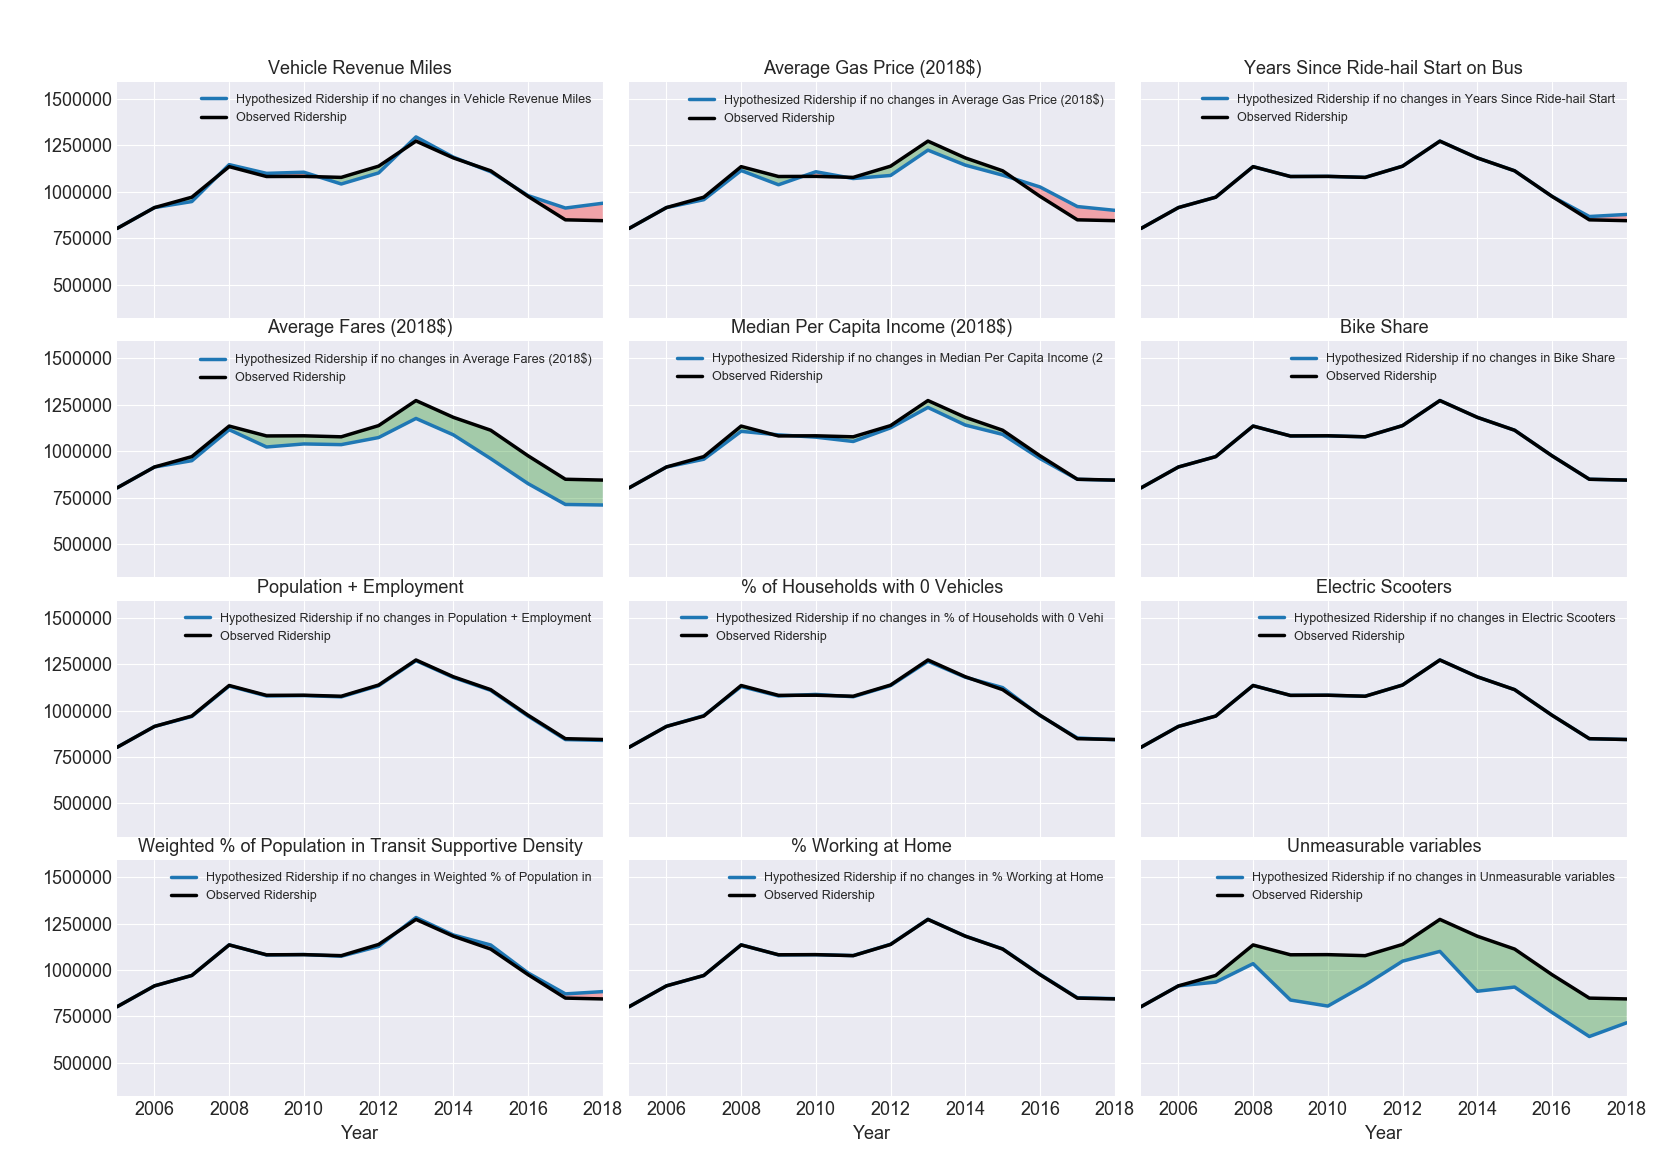 Vehicle Revenue Miles
1500000
1250000
1000000
750000
500000
Hypothesized Ridership if no changes in Vehicle Revenue Miles
Observed Ridership
Average Gas Price (2018$)
Hypothesized Ridership if no changes in Average Gas Price (2018$)
Observed Ridership
Years Since Ride-hail Start on Bus
Hypothesized Ridership if no changes in Years Since Ride-hail Start
Observed Ridership
Average Fares (2018$)
1500000
1250000
1000000
750000
500000
Hypothesized Ridership if no changes in Average Fares (2018$)
Observed Ridership
Median Per Capita Income (2018$)
Hypothesized Ridership if no changes in Median Per Capita Income (2
Observed Ridership
Bike Share
Hypothesized Ridership if no changes in Bike Share
Observed Ridership
Population + Employment
1500000
1250000
1000000
750000
500000
Hypothesized Ridership if no changes in Population + Employment
Observed Ridership
% of Households with 0 Vehicles
Hypothesized Ridership if no changes in % of Households with 0 Vehi
Observed Ridership
Electric Scooters
Hypothesized Ridership if no changes in Electric Scooters
Observed Ridership
Weighted % of Population in Transit Supportive Density
1500000
1250000
1000000
750000
500000
Hypothesized Ridership if no changes in Weighted % of Population in
Observed Ridership
2006 2008 2010 2012 2014 2016 2018
Year
% Working at Home
Hypothesized Ridership if no changes in % Working at Home
Observed Ridership
2006 2008 2010 2012 2014 2016 2018
Year
Unmeasurable variables
Hypothesized Ridership if no changes in Unmeasurable variables
Observed Ridership
2006 2008 2010 2012 2014 2016 2018
Year